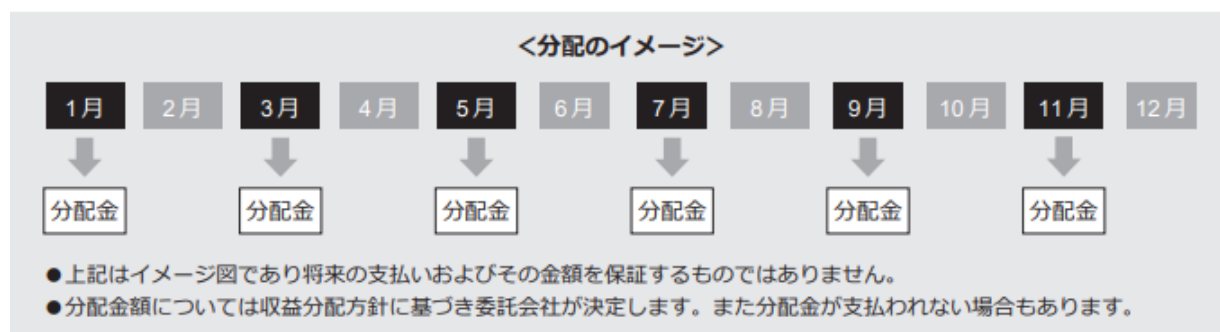 <分配のイメージ>
1月 2月 3月 4月 5月 6月 7月 8月 9月 10月 11月 12月
分配金 分配金 分配金 分配金 分配金 分配金
●上記はイメージ図であり将来の支払いおよびその金額を保証するものではありません。
●分配金額については収益分配方針に基づき委託会社が決定します。また分配金が支払われない場合もあります。